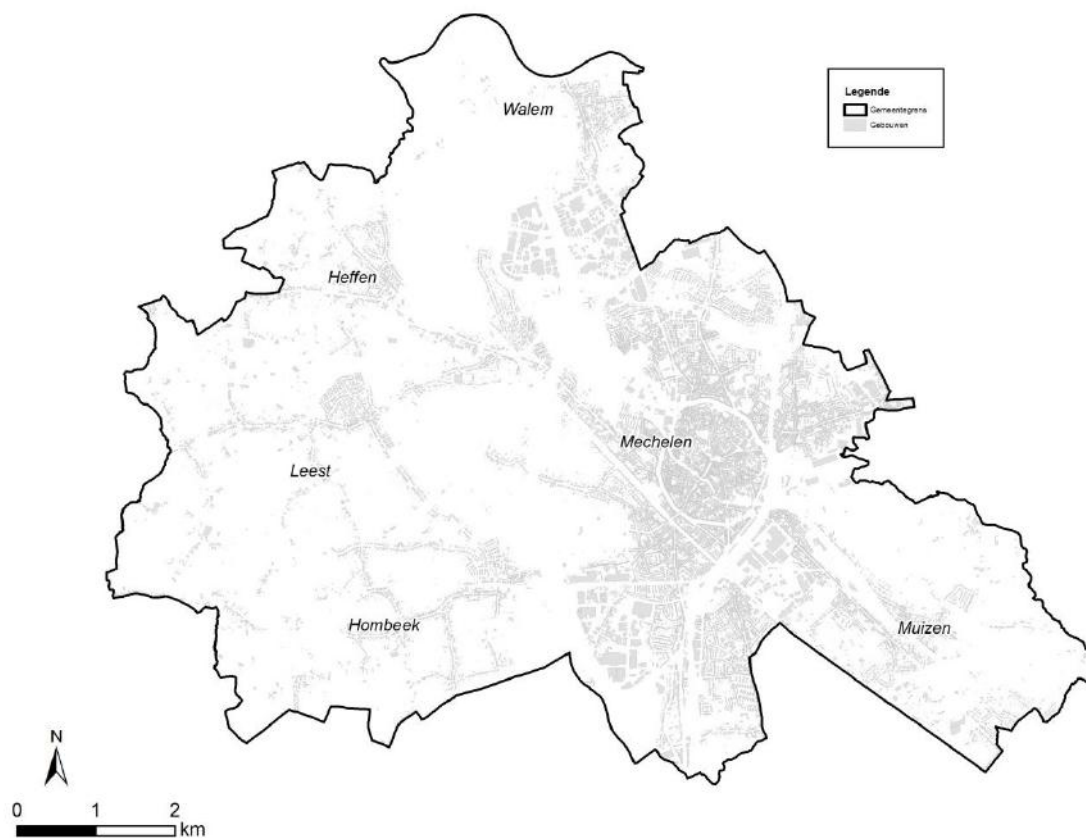 Walem
Legende
Gemeentegrens
Gebouwen
Heffen
Mechelen
Leest
Hombeek
Muizen
N
0 1 2
km